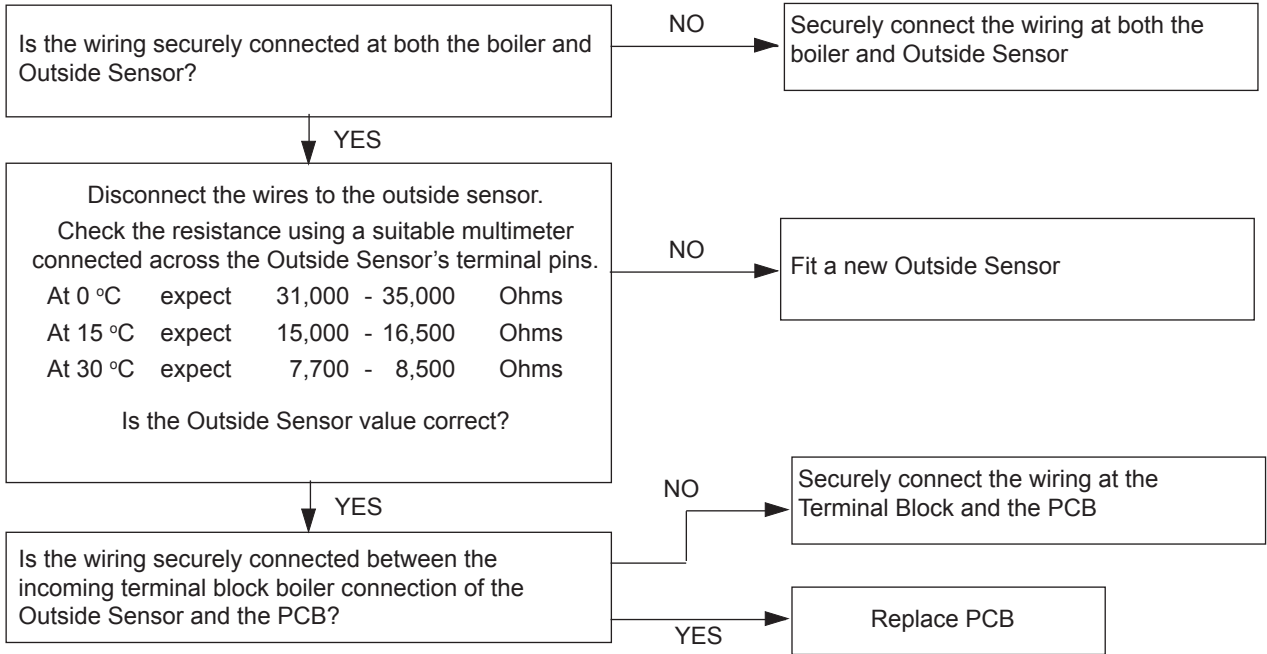 Is the wiring securely connected at both the boiler and
Outside Sensor?
NO
Securely connect the wiring at both the
boiler and Outside Sensor
YES
Disconnect the wires to the outside sensor.
Check the resistance using a suitable multimeter
connected across the Outside Sensor’s terminal pins.
At 0 °C expect 31,000 - 35,000 Ohms
At 15 °C expect 15,000 - 16,500 Ohms
At 30 °C expect 7,700 - 8,500 Ohms
Is the Outside Sensor value correct?
NO
Fit a new Outside Sensor
YES
Is the wiring securely connected between the
incoming terminal block boiler connection of the
Outside Sensor and the PCB?
NO
Securely connect the wiring at the
Terminal Block and the PCB
YES
Replace PCB